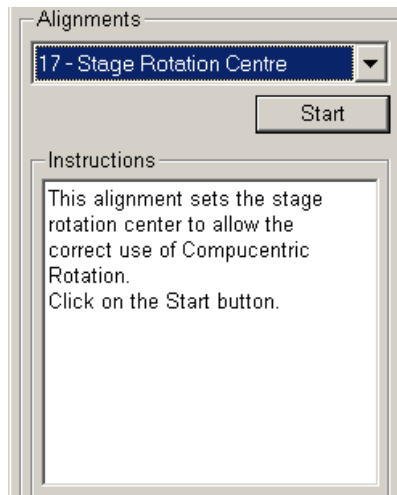 Alignments
17 - Stage Rotation Centre
Start
Instructions
This alignment sets the stage
rotation center to allow the
correct use of Compucentric
Rotation.
Click on the Start button.